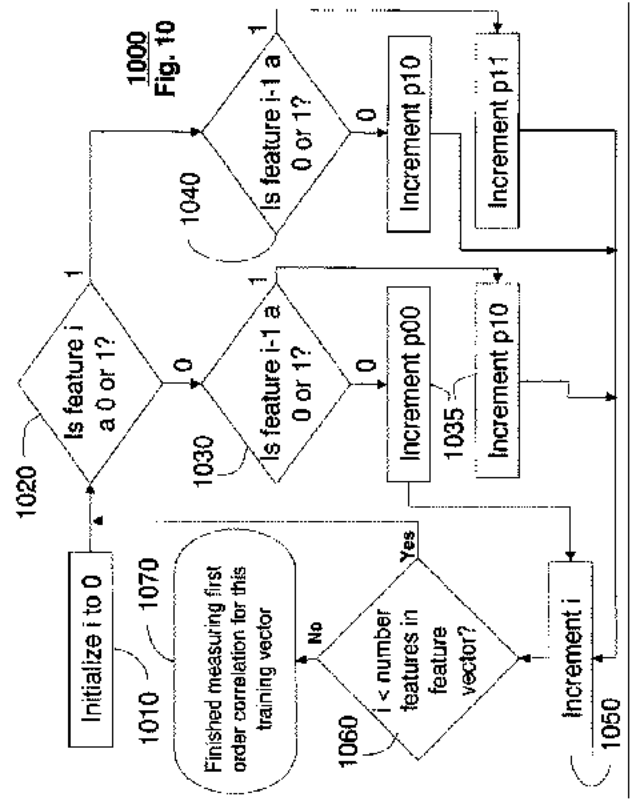 1000
Fig. 10
Initialize i to 0
1010
1020
Is feature i
a 0 or 1?
0
1
1030
Is feature i-1 a
0 or 1?
0
1
1040
Is feature i-1 a
0 or 1?
0
1
Increment p00
1035
Increment p10
Increment p10
Increment p11
Increment i
1050
1060
i < number
features in
feature
vector?
Yes
No
Finished measuring first
order correlation for this
training vector
1070